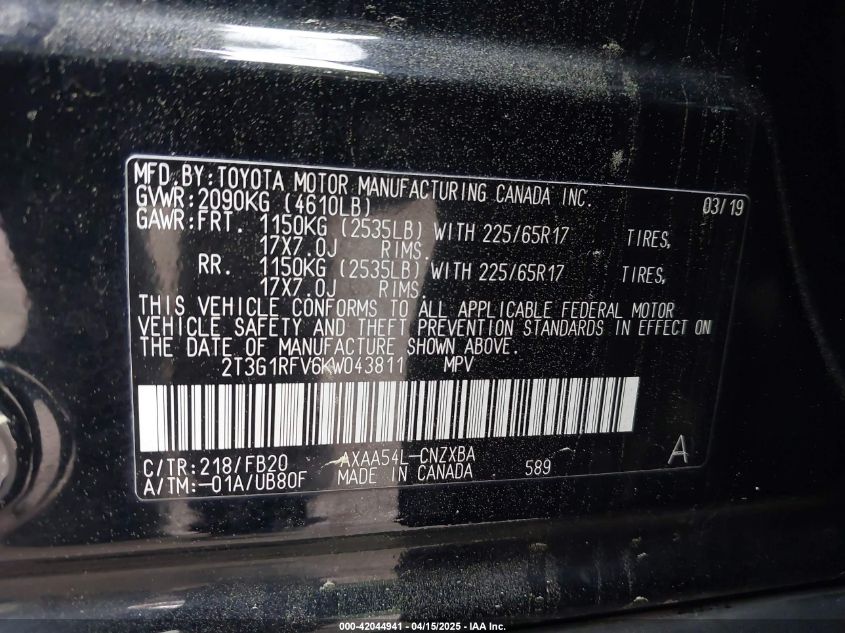 MFD BY:TOYOTA MOTOR MANUFACTURING CANADA INC.
GVWR:2090KG (4610LB) 03/19
GAWR:FRT. 1150KG (2535LB) WITH 225/65R17 TIRES,
17X7.0J RIMS.
RR. 1150KG (2535LB) WITH 225/65R17 TIRES,
17X7.0J RIMS.
THIS VEHICLE CONFORMS TO ALL APPLICABLE FEDERAL MOTOR
VEHICLE SAFETY AND THEFT PREVENTION STANDARDS IN EFFECT ON
THE DATE OF MANUFACTURE SHOWN ABOVE.
2T3G1RFV6KW043811 MPV
C/TR:218/FB20 AXAA54L-CNZXBA A
A/TM:-01A/UB80F MADE IN CANADA 589
000-42044941 - 04/15/2025 - IAA Inc.